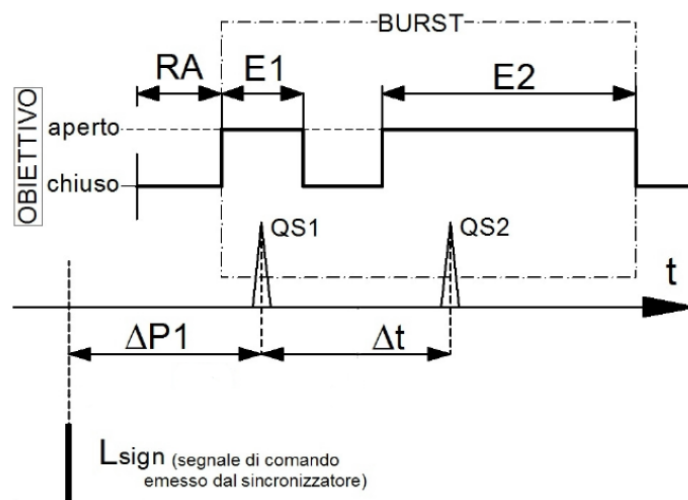 BURST
RA
E1
E2
OBIETTIVO
aperto
chiuso
QS1
QS2
t
ΔP1
Δt
Lsign (segnale di comando
emesso dal sincronizzatore)